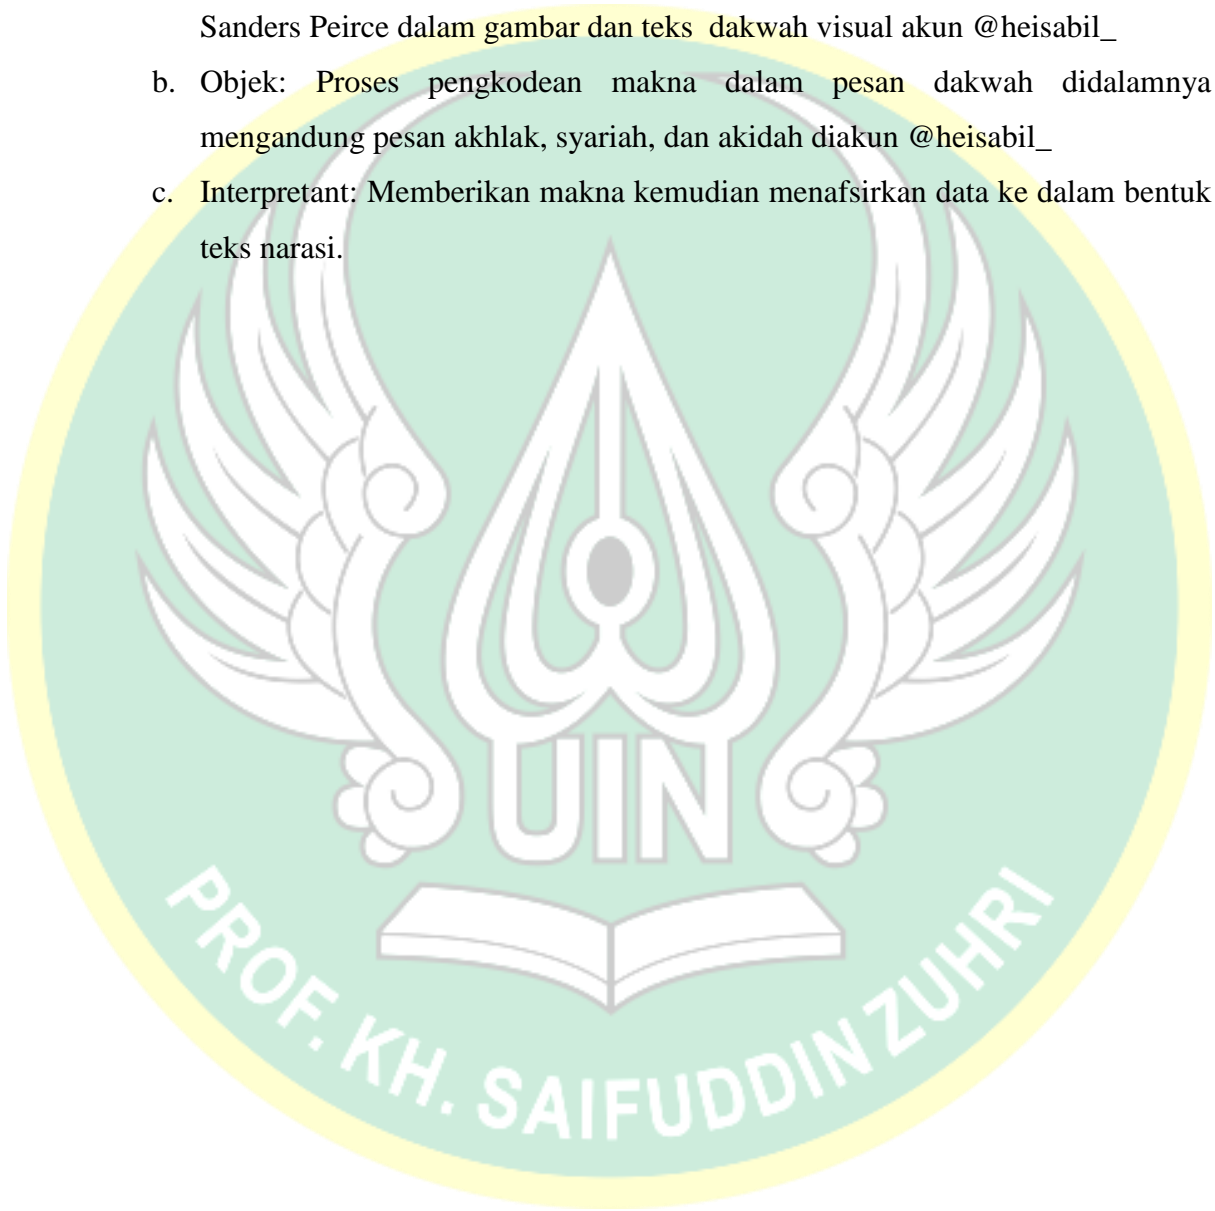 Sanders Peirce dalam gambar dan teks  dakwah visual akun @heisabil_
b. Objek: Proses pengkodean makna dalam pesan dakwah didalamnya
mengandung pesan akhlak, syariah, dan akidah diakun @heisabil_
c. Interpretant: Memberikan makna kemudian menafsirkan data ke dalam bentuk
teks narasi.
UIN
PROF. KH. SAIFUDDIN ZUHRI